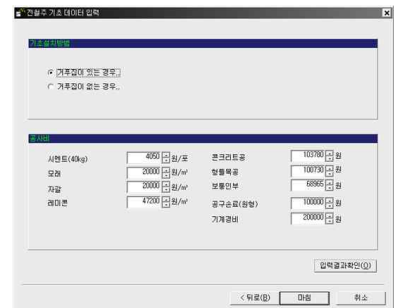 전철주 기초 데이터 입력
기초설치방법
거푸집이 있는 경우..
거푸집이 없는 경우..
공사비
시멘트(40kg) 4050 원/포 콘크리트공 103780 원
모래 20000 원/m³ 형틀목공 100730 원
자갈 20000 원/m³ 보통인부 68965 원
레미콘 47200 원/m³ 공구손료(원형) 100000 원
기계경비 200000 원
입력결과확인(O)
< 뒤로(B) 마침 취소